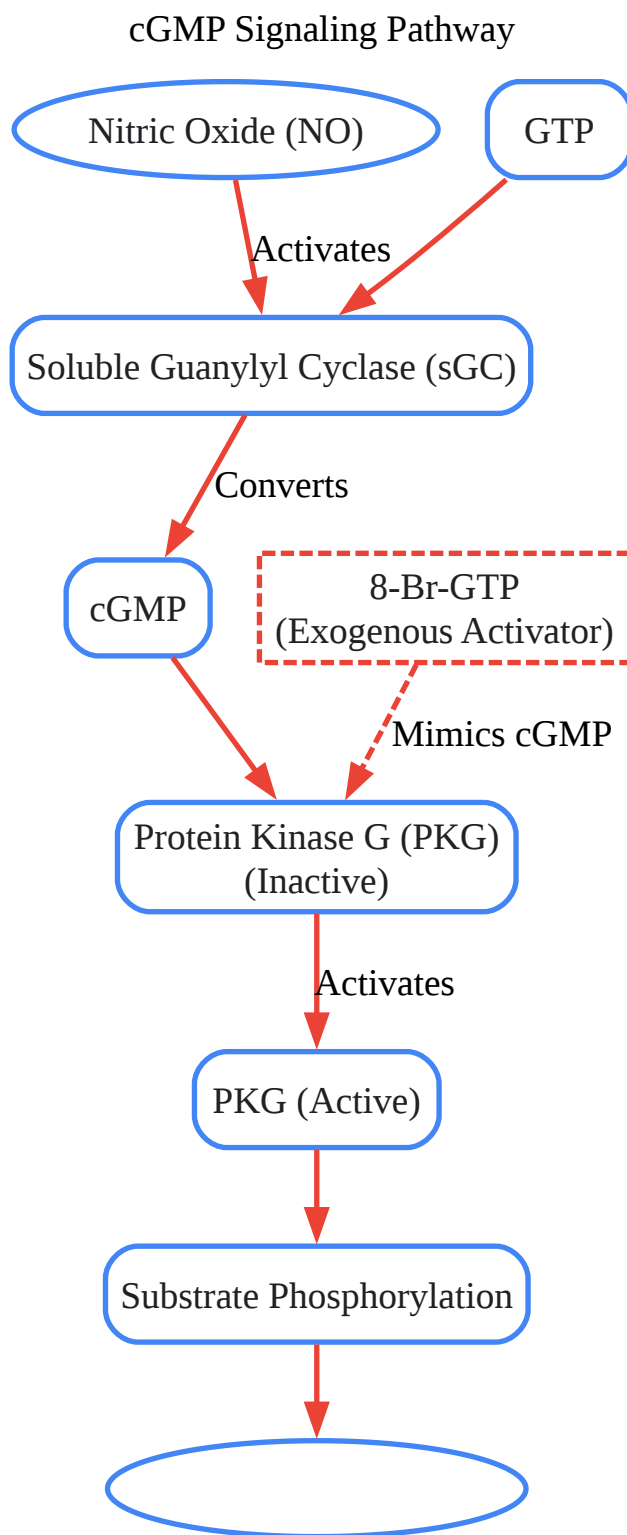 cGMP Signaling Pathway
Nitric Oxide (NO)
GTP
Activates
Soluble Guanylyl Cyclase (sGC)
Converts
cGMP
8-Br-GTP
(Exogenous Activator)
Mimics cGMP
Protein Kinase G (PKG)
(Inactive)
Activates
PKG (Active)
Substrate Phosphorylation